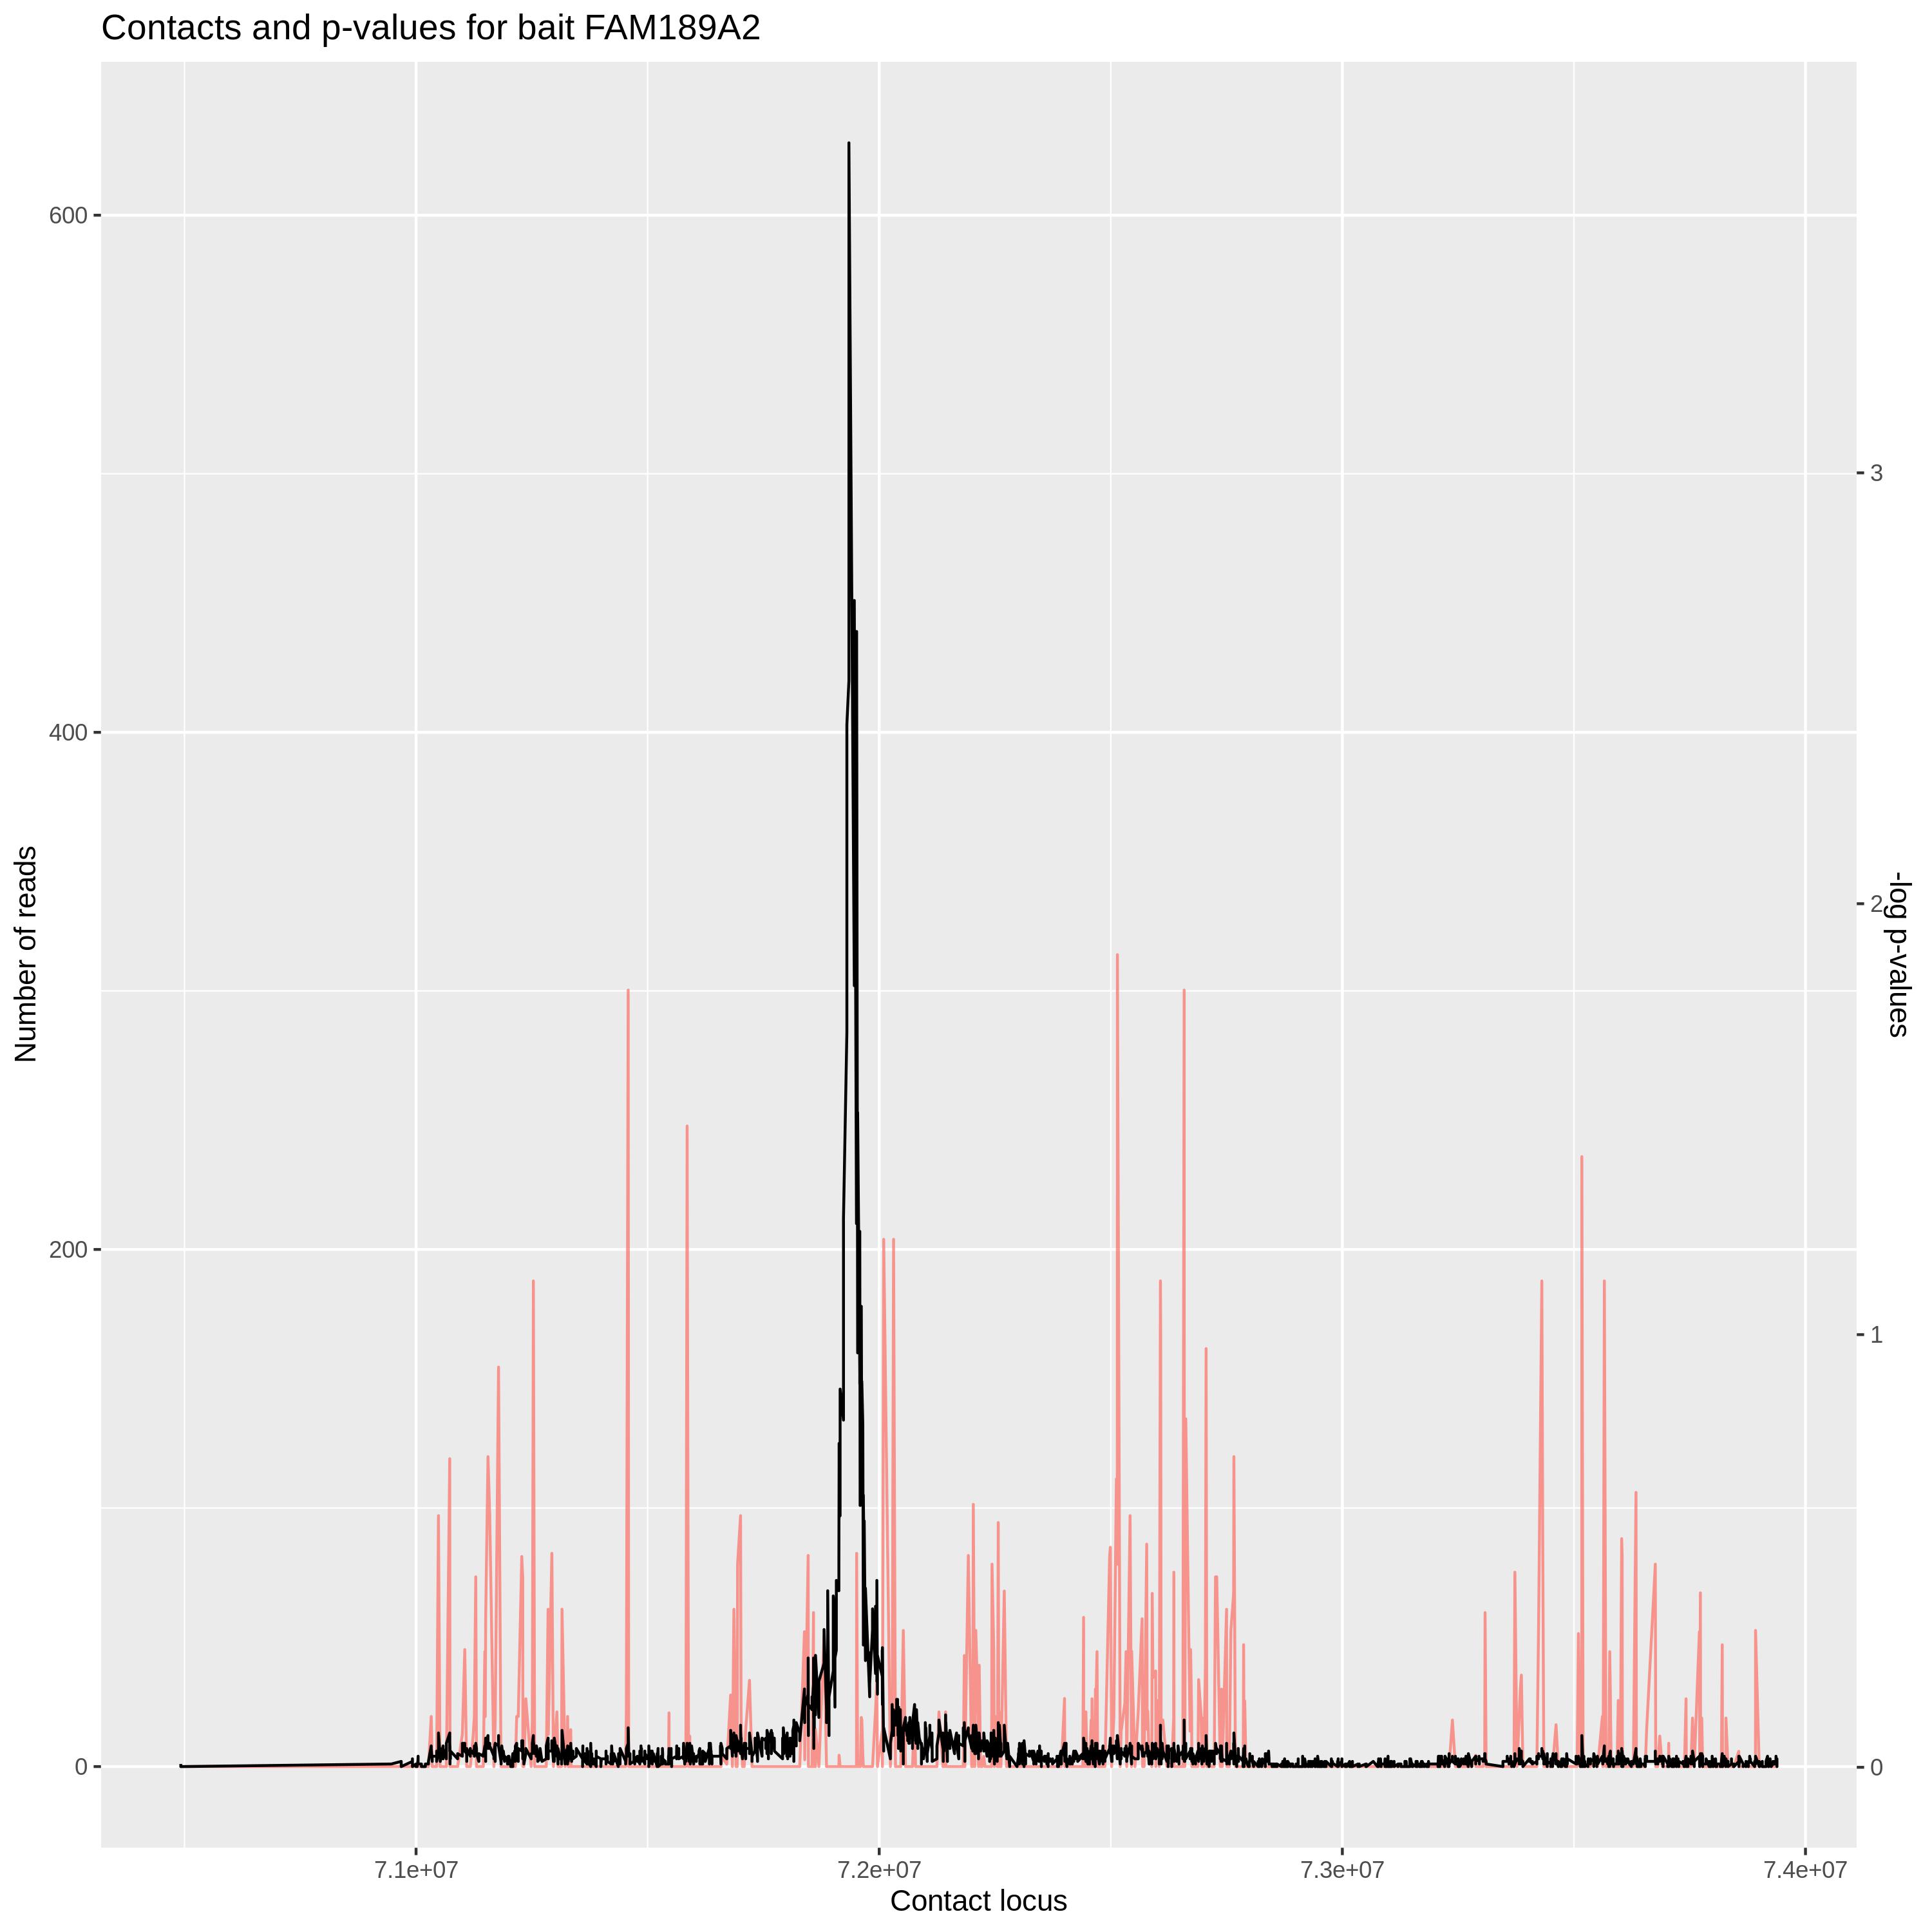 Contacts and p-values for bait FAM189A2
600
400
200
0
Number of reads
3
2
1
0
-log p-values
7.1e+07 7.2e+07 7.3e+07 7.4e+07
Contact locus